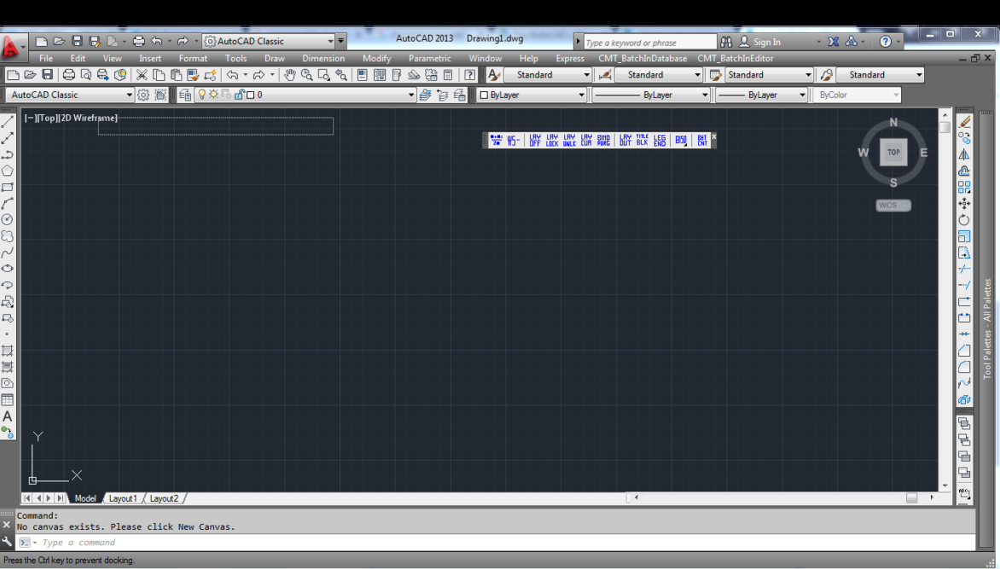 AutoCAD Classic
AutoCAD 2013 Drawing1.dwg
Type a keyword or phrase
Sign In
File Edit View Insert Format Tools Draw Dimension Modify Parametric Window Help Express CMT_BatchInDatabase CMT_BatchInEditor
Standard Standard Standard Standard
AutoCAD Classic 0 ByLayer ByLayer ByLayer ByColor
[−][Top][2D Wireframe]
WS- LAY OFF LAY LOCK LAY UNLK LAY CUR BIND PURG LAY OUT TITLE BLK LEG END BAT CNT
N
W TOP E
S
WCS
Tool Palettes - All Palettes
A
Y
X
Model Layout1 Layout2
Command:
No canvas exists. Please click New Canvas.
Type a command
Press the Ctrl key to prevent docking.